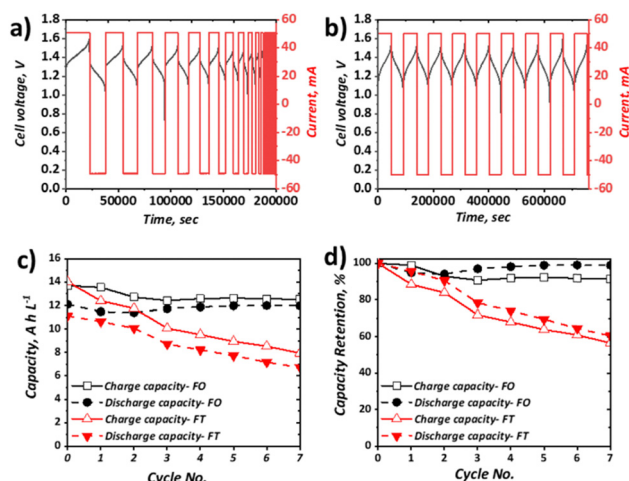 a)
1.8
1.6
1.4
1.2
1.0
0.8
0.6
0.4
0.2
0.0
Cell voltage, V
60
40
20
0
-20
-40
-60
Current, mA
0 50000 100000 150000 200000
Time, sec
b)
1.8
1.6
1.4
1.2
1.0
0.8
0.6
0.4
0.2
0.0
Cell voltage, V
60
40
20
0
-20
-40
-60
Current, mA
0 200000 400000 600000
Time, sec
c)
16
14
12
10
8
6
4
2
0
Capacity, A h L⁻¹
Charge capacity- FO
Discharge capacity- FO
Charge capacity- FT
Discharge capacity- FT
0 1 2 3 4 5 6 7
Cycle No.
d)
100
80
60
40
20
0
Capacity Retention, %
Charge capacity- FO
Discharge capacity- FO
Charge capacity- FT
Discharge capacity- FT
0 1 2 3 4 5 6 7
Cycle No.